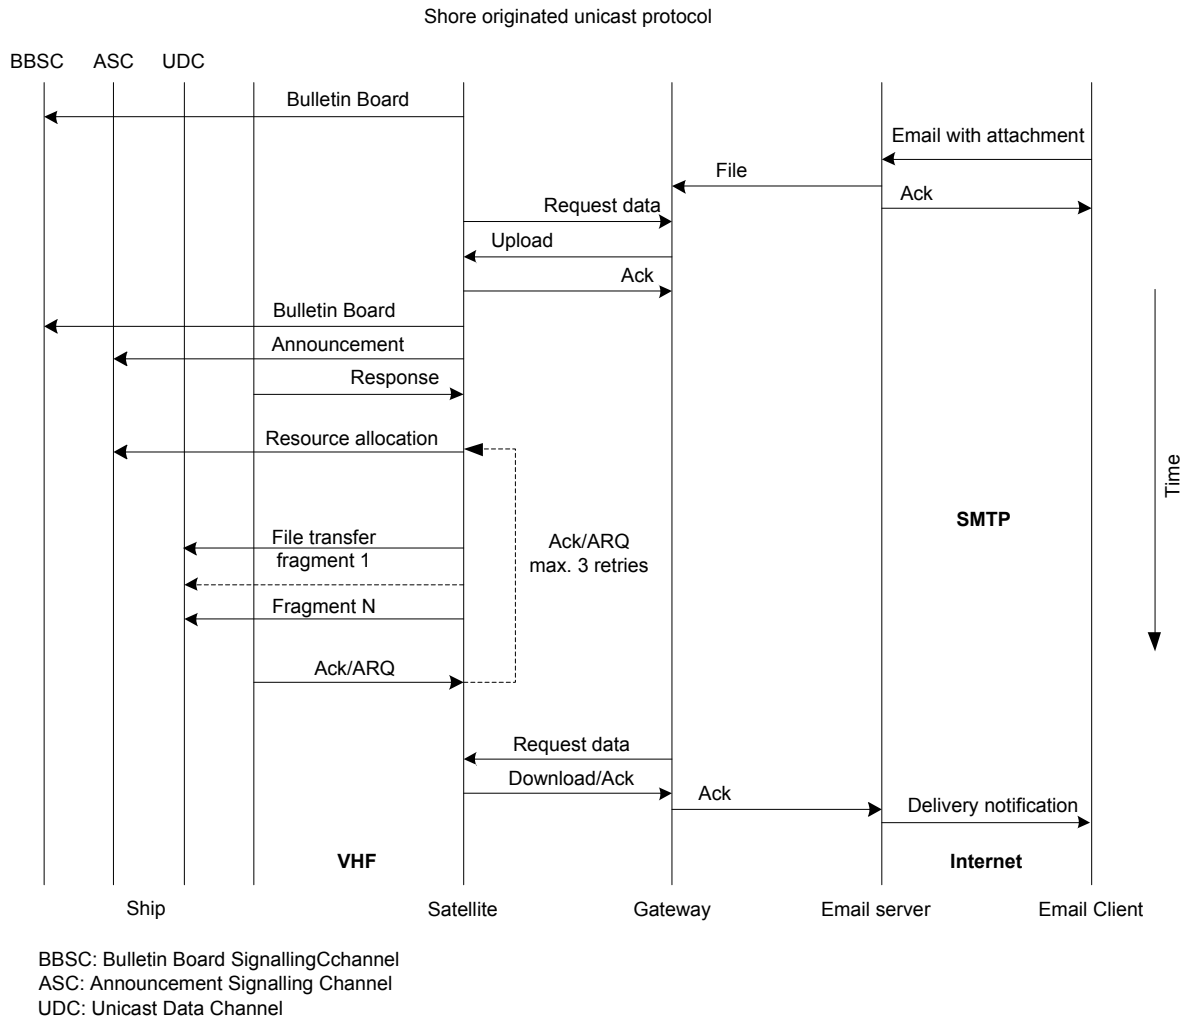 Shore originated unicast protocol
BBSC ASC UDC
Bulletin Board
Email with attachment
File
Ack
Request data
Upload
Ack
Bulletin Board
Announcement
Response
Resource allocation
Time
SMTP
File transfer
fragment 1
Ack/ARQ
max. 3 retries
Fragment N
Ack/ARQ
Request data
Download/Ack
Ack
Delivery notification
VHF
Internet
Ship Satellite Gateway Email server Email Client
BBSC: Bulletin Board SignallingCchannel
ASC: Announcement Signalling Channel
UDC: Unicast Data Channel